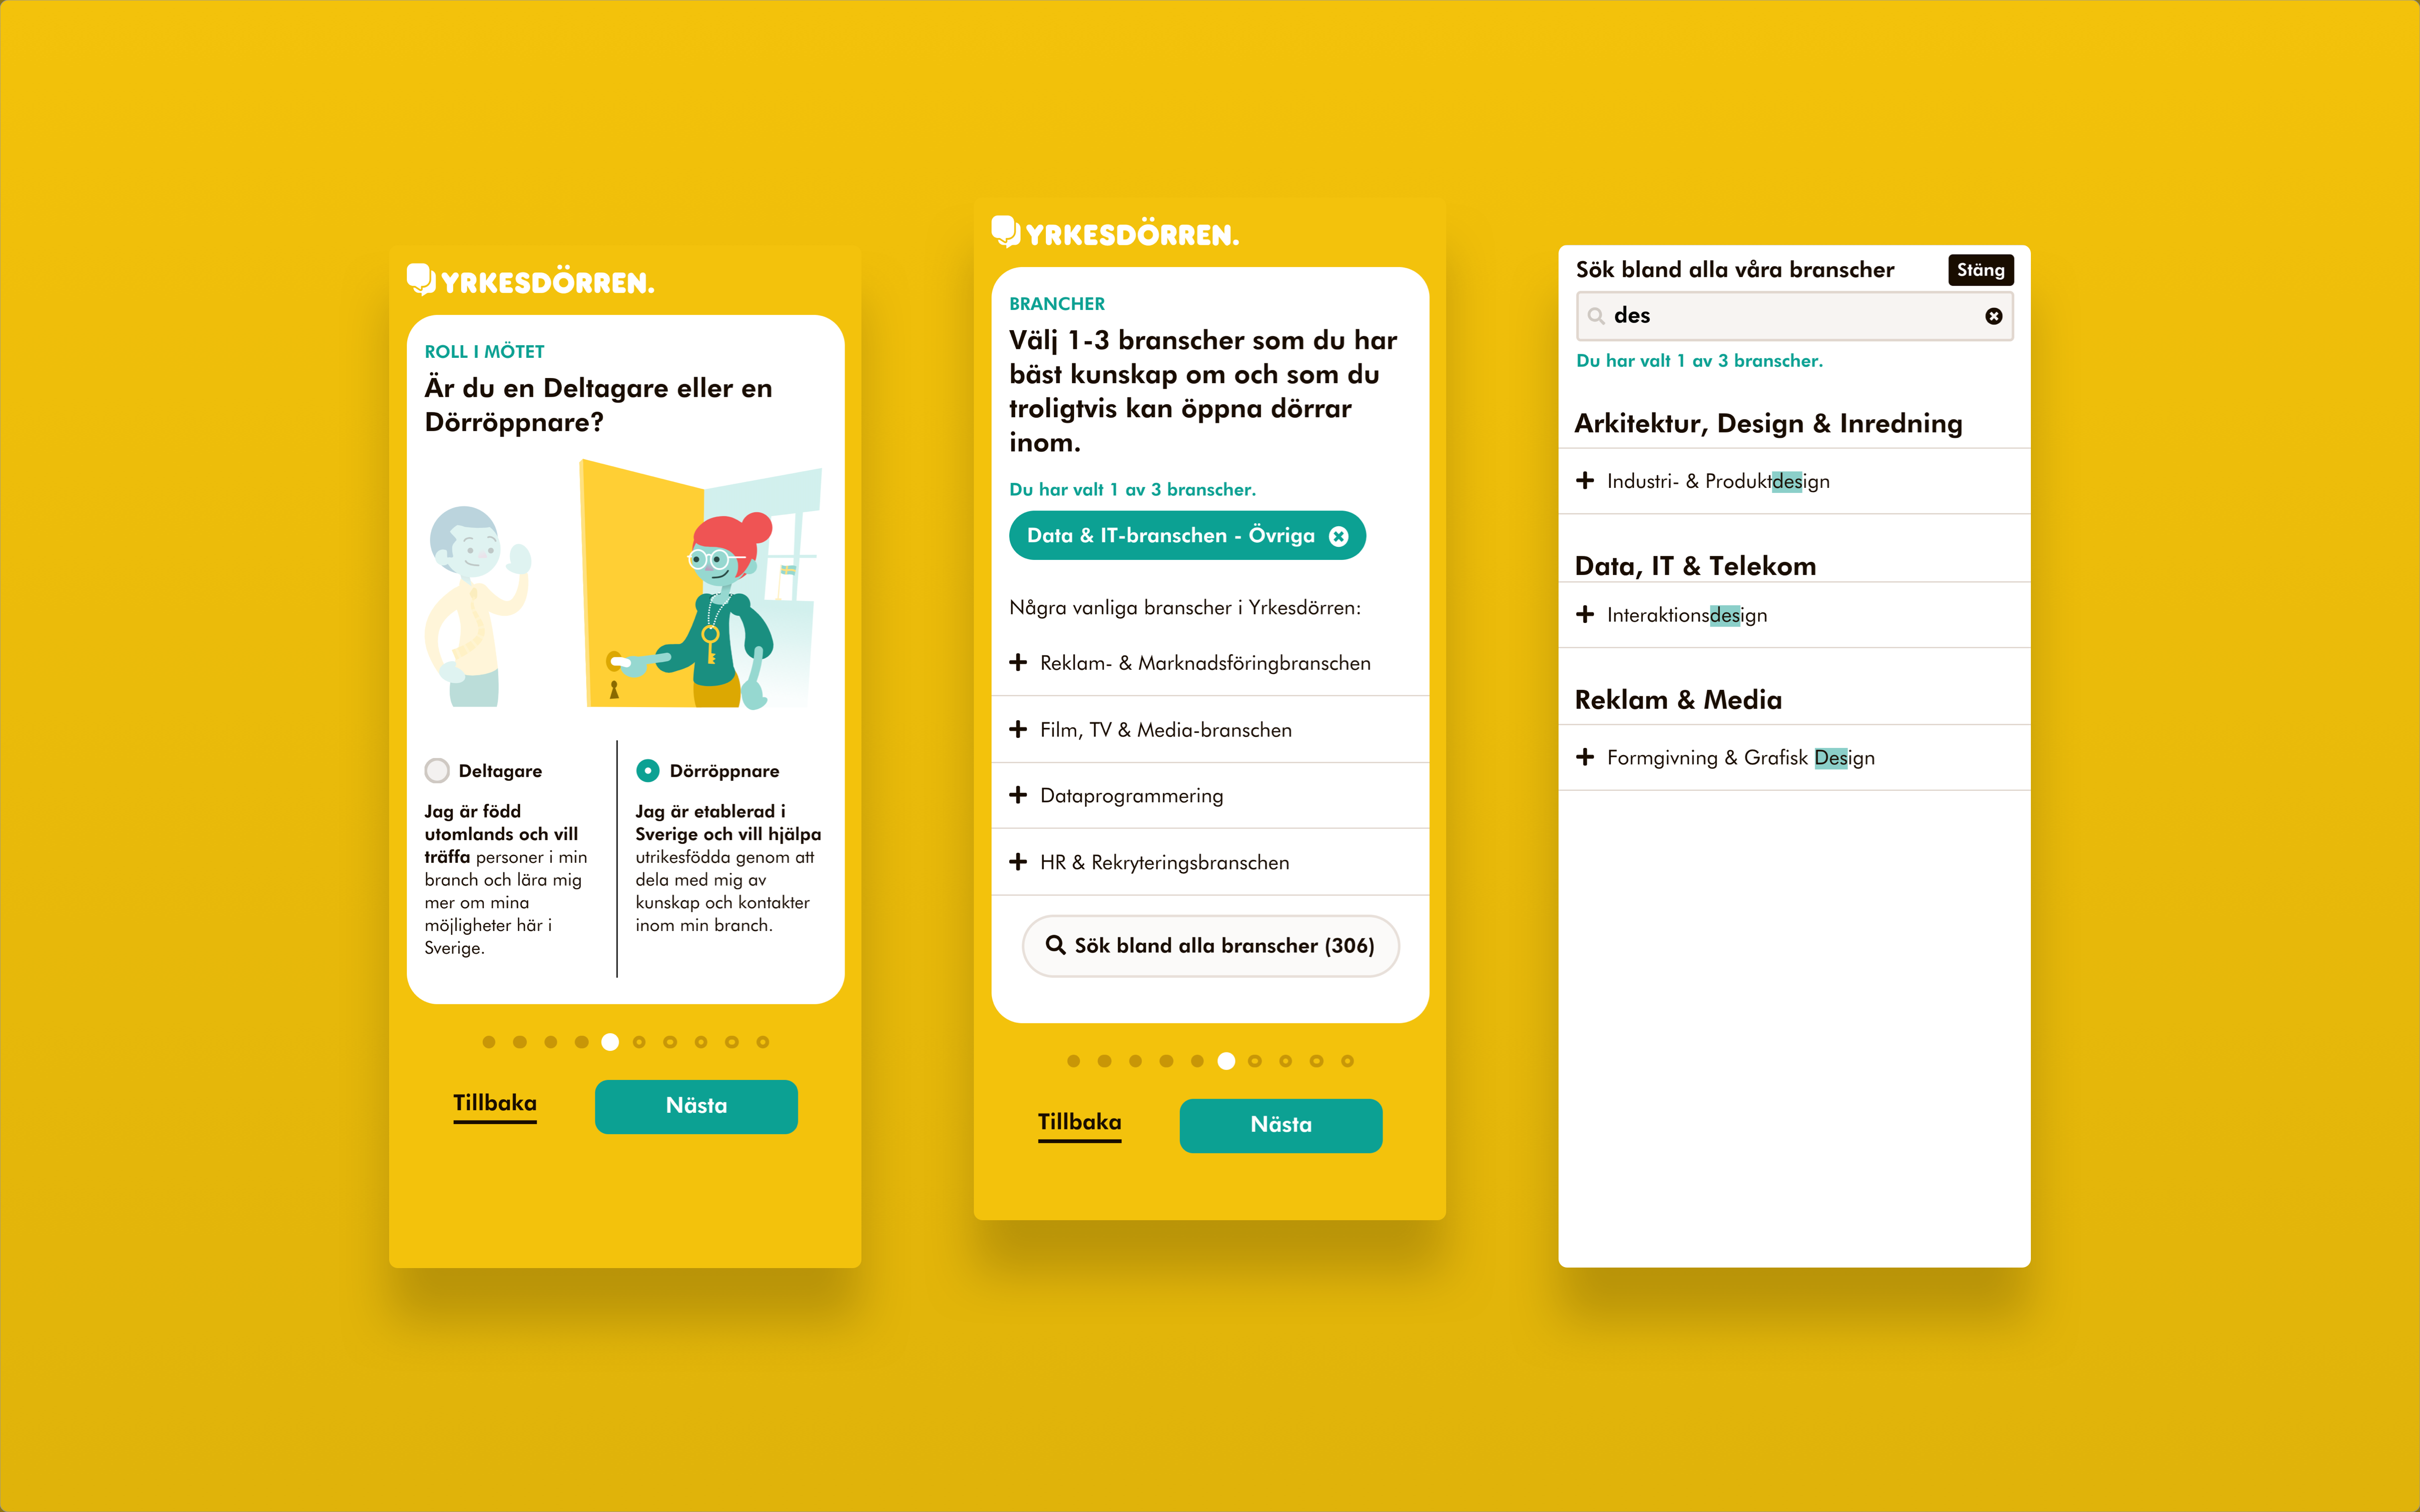 YRKESDÖRREN.
ROLL I MÖTET
Är du en Deltagare eller en
Dörröppnare?
Deltagare
Jag är född
utomlands och vill
träffa personer i min
branch och lära mig
mer om mina
möjligheter här i
Sverige.
Dörröppnare
Jag är etablerad i
Sverige och vill hjälpa
utrikesfödda genom att
dela med mig av
kunskap och kontakter
inom min branch.
Tillbaka
Nästa
YRKESDÖRREN.
BRANCHER
Välj 1-3 branscher som du har
bäst kunskap om och som du
troligtvis kan öppna dörrar
inom.
Du har valt 1 av 3 branscher.
Data & IT-branschen - Övriga
Några vanliga branscher i Yrkesdörren:
Reklam- & Marknadsföringbranschen
Film, TV & Media-branschen
Dataprogrammering
HR & Rekryteringsbranschen
Sök bland alla branscher (306)
Tillbaka
Nästa
Sök bland alla våra branscher
Stäng
des
Du har valt 1 av 3 branscher.
Arkitektur, Design & Inredning
Industri- & Produktdesign
Data, IT & Telekom
Interaktionsdesign
Reklam & Media
Formgivning & Grafisk Design